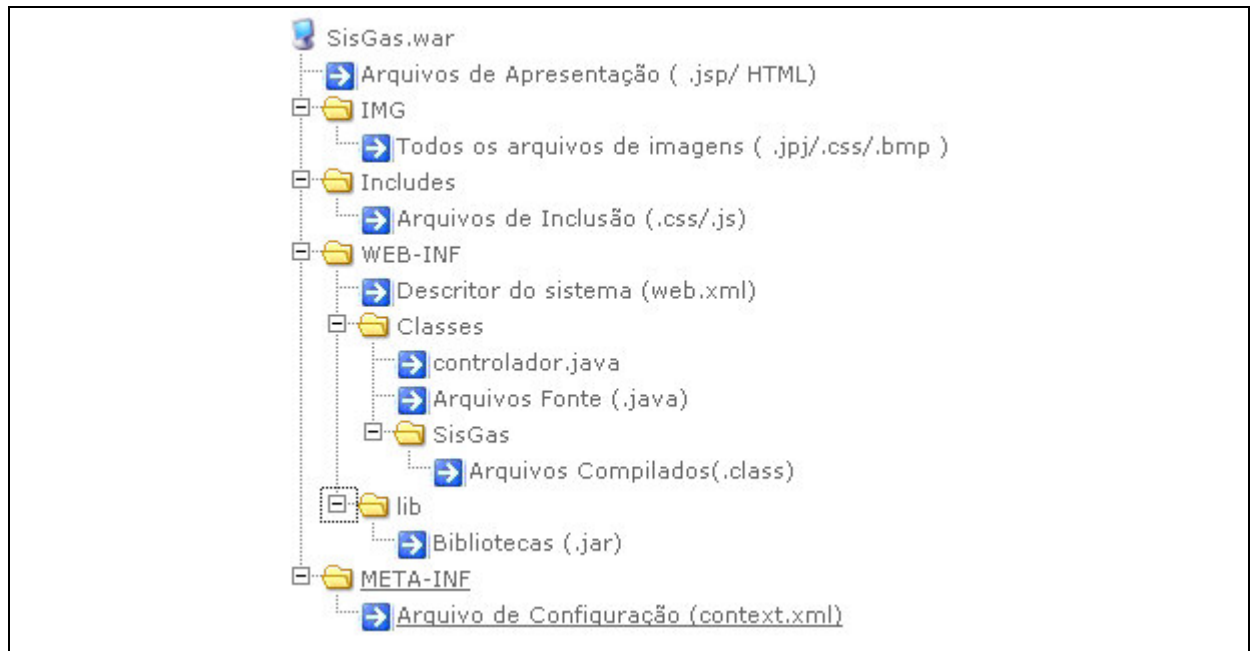 SisGas.war
Arquivos de Apresentação ( .jsp/ HTML)
IMG
Todos os arquivos de imagens ( .jpj/.css/.bmp )
Includes
Arquivos de Inclusão (.css/.js)
WEB-INF
Descritor do sistema (web.xml)
Classes
controlador.java
Arquivos Fonte (.java)
SisGas
Arquivos Compilados(.class)
lib
Bibliotecas (.jar)
META-INF
Arquivo de Configuração (context.xml)